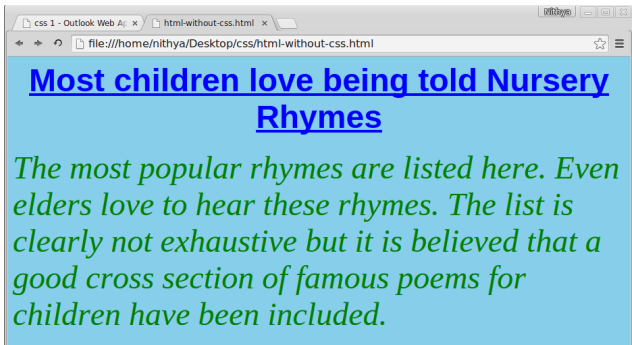 Nithya
css 1 - Outlook Web Ap
html-without-css.html
file:///home/nithya/Desktop/css/html-without-css.html
Most children love being told Nursery
Rhymes
The most popular rhymes are listed here. Even
elders love to hear these rhymes. The list is
clearly not exhaustive but it is believed that a
good cross section of famous poems for
children have been included.